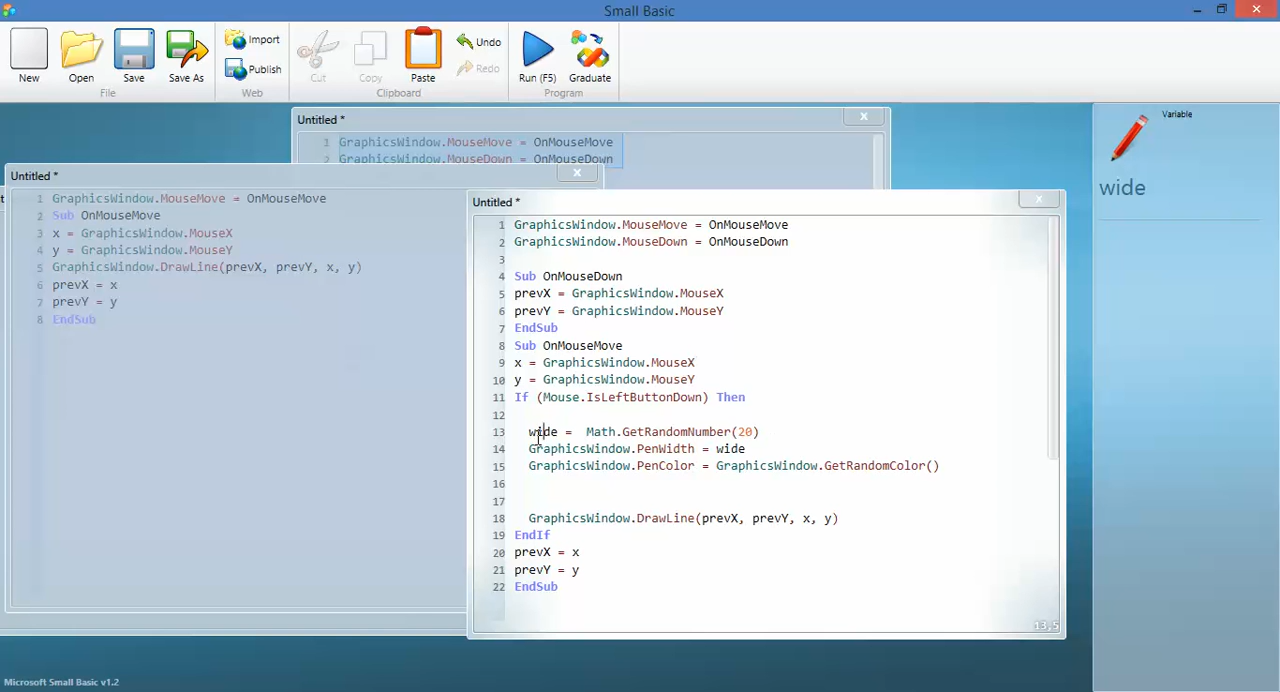 Small Basic
New
Open
Save
Save As
Import
Publish
Cut
Copy
Paste
Undo
Redo
Run (F5)
Graduate
File
Web
Clipboard
Program
Untitled *
1 GraphicsWindow.MouseMove = OnMouseMove
2 GraphicsWindow.MouseDown = OnMouseDown
Untitled *
1 GraphicsWindow.MouseMove = OnMouseMove
2 Sub OnMouseMove
3 x = GraphicsWindow.MouseX
4 y = GraphicsWindow.MouseY
5 GraphicsWindow.DrawLine(prevX, prevY, x, y)
6 prevX = x
7 prevY = y
8 EndSub
Untitled *
1 GraphicsWindow.MouseMove = OnMouseMove
2 GraphicsWindow.MouseDown = OnMouseDown
3
4 Sub OnMouseDown
5 prevX = GraphicsWindow.MouseX
6 prevY = GraphicsWindow.MouseY
7 EndSub
8 Sub OnMouseMove
9 x = GraphicsWindow.MouseX
10 y = GraphicsWindow.MouseY
11 If (Mouse.IsLeftButtonDown) Then
12
13 wide = Math.GetRandomNumber(20)
14 GraphicsWindow.PenWidth = wide
15 GraphicsWindow.PenColor = GraphicsWindow.GetRandomColor()
16
17
18 GraphicsWindow.DrawLine(prevX, prevY, x, y)
19 EndIf
20 prevX = x
21 prevY = y
22 EndSub
13,5
Variable
wide
Microsoft Small Basic v1.2